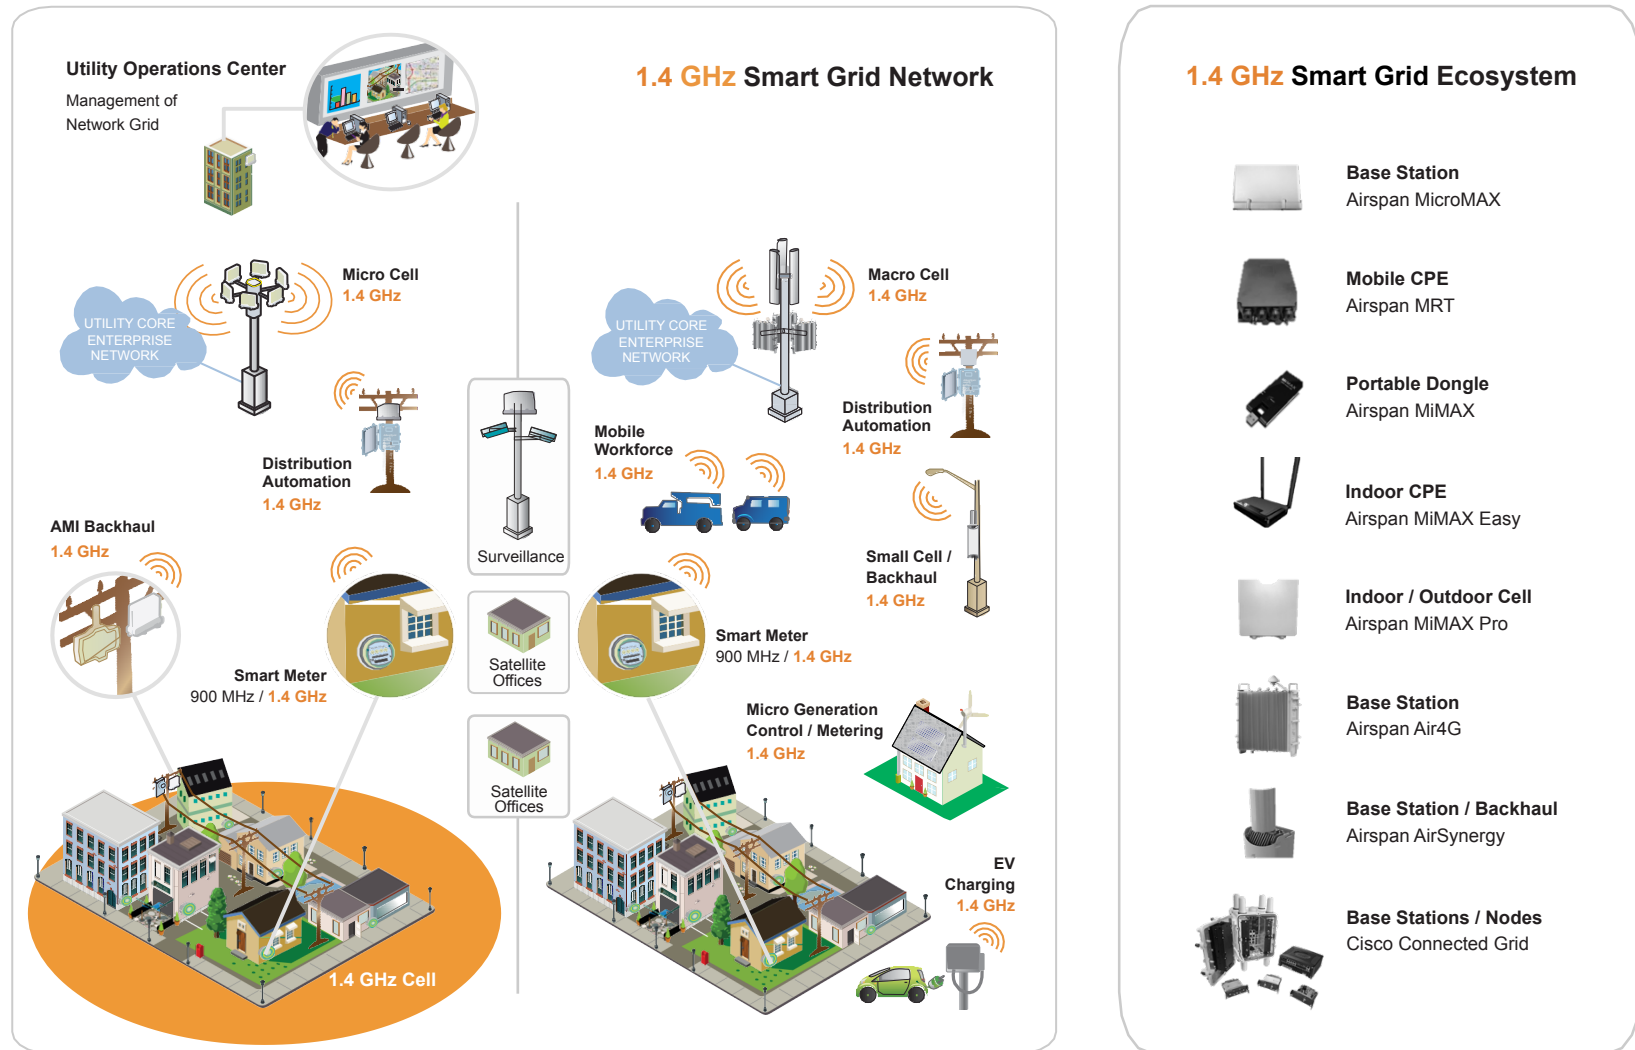 Utility Operations Center
Management of
Network Grid
1.4 GHz Smart Grid Network
Micro Cell
1.4 GHz
UTILITY CORE
ENTERPRISE
NETWORK
Distribution
Automation
1.4 GHz
AMI Backhaul
1.4 GHz
Smart Meter
900 MHz / 1.4 GHz
1.4 GHz Cell
Surveillance
Satellite
Offices
Satellite
Offices
Macro Cell
1.4 GHz
UTILITY CORE
ENTERPRISE
NETWORK
Distribution
Automation
1.4 GHz
Mobile
Workforce
1.4 GHz
Small Cell /
Backhaul
1.4 GHz
Smart Meter
900 MHz / 1.4 GHz
Micro Generation
Control / Metering
1.4 GHz
EV
Charging
1.4 GHz
1.4 GHz Smart Grid Ecosystem
Base Station
Airspan MicroMAX
Mobile CPE
Airspan MRT
Portable Dongle
Airspan MiMAX
Indoor CPE
Airspan MiMAX Easy
Indoor / Outdoor Cell
Airspan MiMAX Pro
Base Station
Airspan Air4G
Base Station / Backhaul
Airspan AirSynergy
Base Stations / Nodes
Cisco Connected Grid